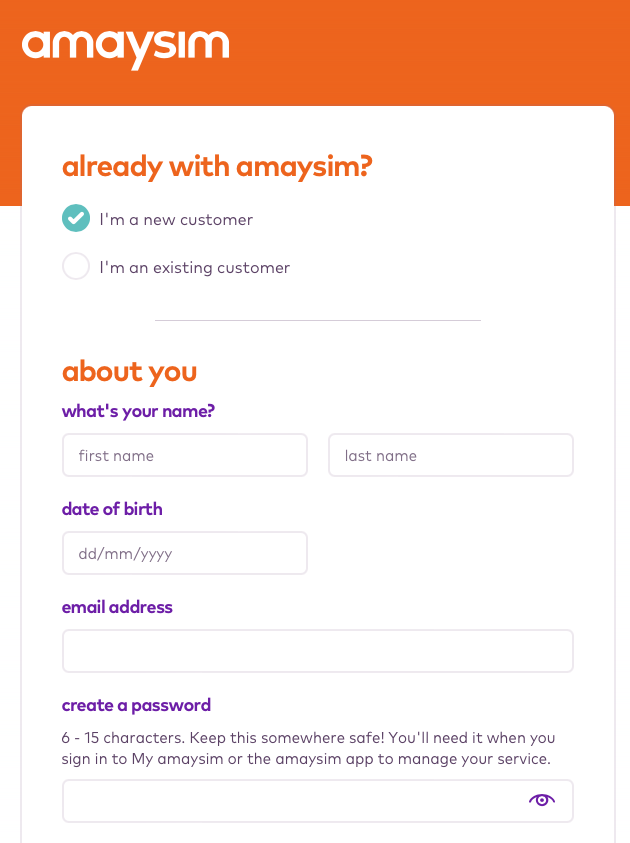 amaysim
already with amaysim?
I'm a new customer
I'm an existing customer
about you
what's your name?
first name
last name
date of birth
dd/mm/yyyy
email address
create a password
6 - 15 characters. Keep this somewhere safe! You'll need it when you
sign in to My amaysim or the amaysim app to manage your service.